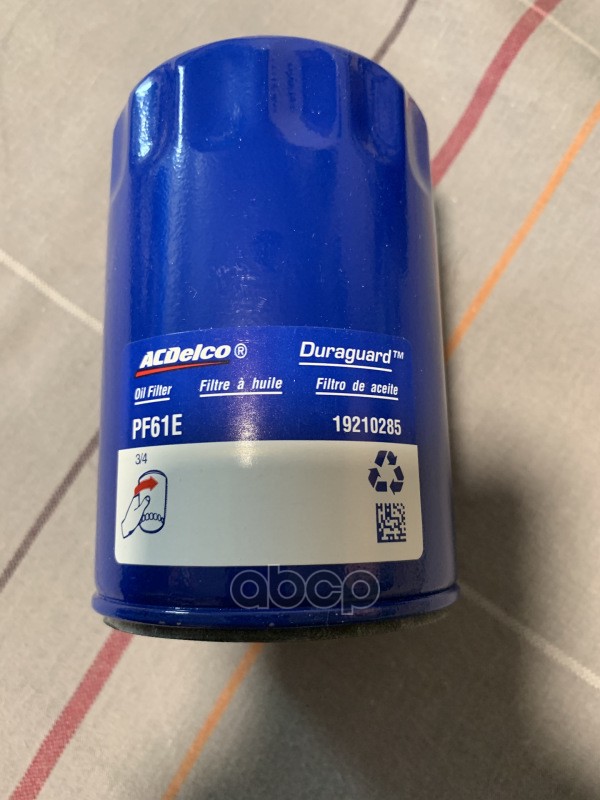 ACDelco® Duraguard™
Oil Filter Filtre à huile Filtro de aceite
PF61E 19210285
3/4
abcp